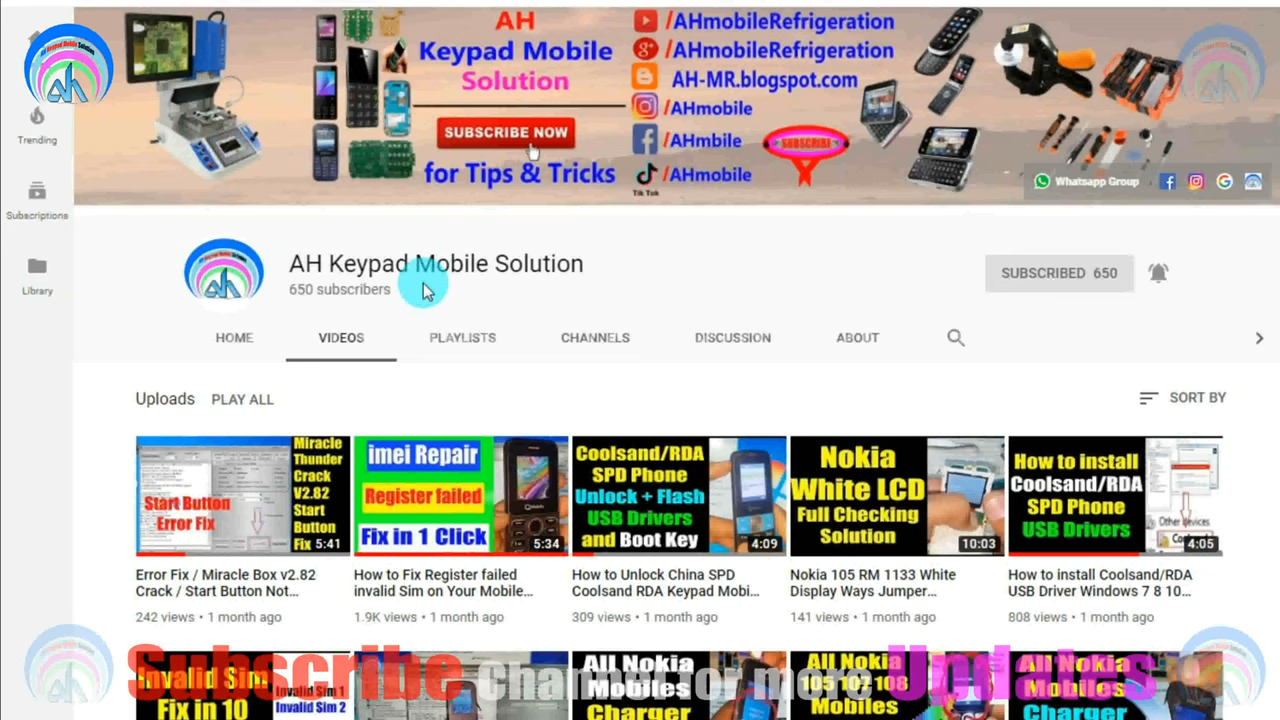 AH
Keypad Mobile
Solution
SUBSCRIBE NOW
for Tips & Tricks
/AHmobileRefrigeration
/AHmobileRefrigeration
AH-MR.blogspot.com
/AHmobile
/AHmbile
/AHmobile
Tik Tok
SUBSCRIBE
Whatsapp Group
Trending
Subscriptions
Library
AH Keypad Mobile Solution
650 subscribers
SUBSCRIBED 650
HOME VIDEOS PLAYLISTS CHANNELS DISCUSSION ABOUT
Uploads PLAY ALL
SORT BY
Start Button
Error Fix
Miracle
Thunder
Crack
V2.82
Start
Button
Fix
5:41
Error Fix / Miracle Box v2.82
Crack / Start Button Not...
242 views • 1 month ago
imei Repair
Register failed
Fix in 1 Click
5:34
How to Fix Register failed
invalid Sim on Your Mobile...
1.9K views • 1 month ago
Coolsand/RDA
SPD Phone
Unlock + Flash
USB Drivers
and Boot Key
4:09
How to Unlock China SPD
Coolsand RDA Keypad Mobi...
309 views • 1 month ago
Nokia
White LCD
Full Checking
Solution
10:03
Nokia 105 RM 1133 White
Display Ways Jumper...
141 views • 1 month ago
How to install
Coolsand/RDA
SPD Phone
USB Drivers
Other devices
4:05
How to install Coolsand/RDA
USB Driver Windows 7 8 10...
808 views • 1 month ago
Subscribe Channel for more Updates
Invalid Sim
Fix in 10
Invalid Sim 1
Invalid Sim 2
All Nokia
Mobiles
Charger
All Nokia
105 107 108
Mobiles
All Nokia
Mobiles
Charger